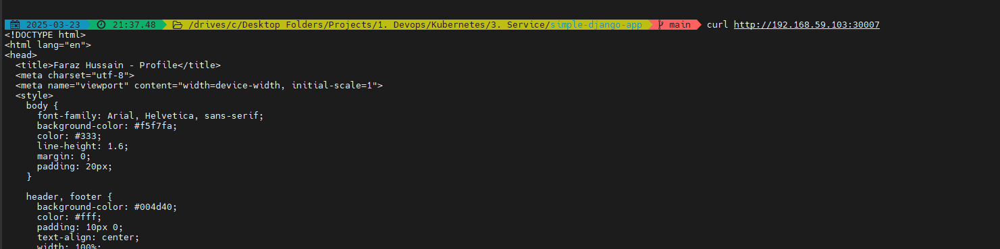 2025-03-23 21:37.48 /drives/c/Desktop Folders/Projects/1. Devops/Kubernetes/3. Service/simple-django-app main curl http://192.168.59.103:30007
<!DOCTYPE html>
<html lang="en">
<head>
  <title>Faraz Hussain - Profile</title>
  <meta charset="utf-8">
  <meta name="viewport" content="width=device-width, initial-scale=1">
  <style>
    body {
      font-family: Arial, Helvetica, sans-serif;
      background-color: #f5f7fa;
      color: #333;
      line-height: 1.6;
      margin: 0;
      padding: 20px;
    }

    header, footer {
      background-color: #004d40;
      color: #fff;
      padding: 10px 0;
      text-align: center;
      width: 100%;